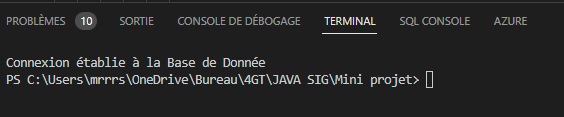 PROBLÈMES 10 SORTIE CONSOLE DE DÉBOGAGE TERMINAL SQL CONSOLE AZURE
Connexion établie à la Base de Donnée
PS C:\Users\mrrrs\OneDrive\Bureau\4GT\JAVA SIG\Mini projet>